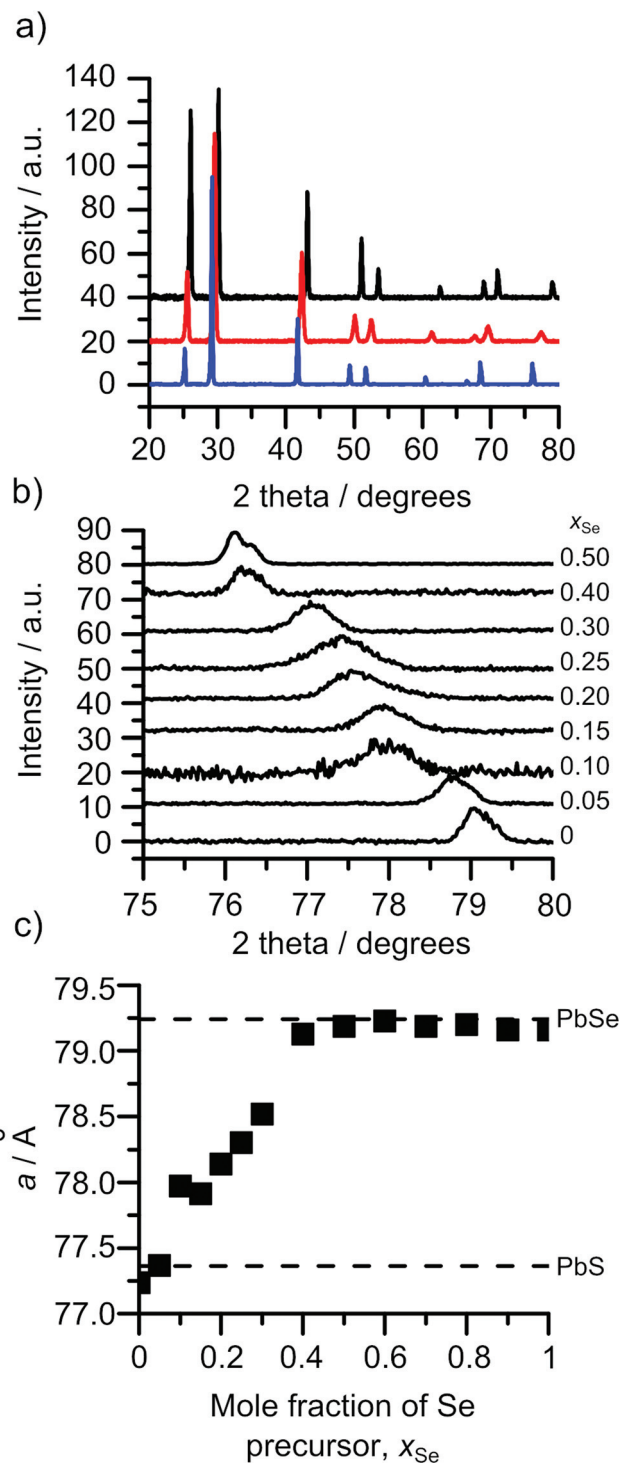 a)
140
120
100
80
60
40
20
0
Intensity / a.u.
20 30 40 50 60 70 80
2 theta / degrees
b)
90
80
70
60
50
40
30
20
10
0
Intensity / a.u.
xSe
0.50
0.40
0.30
0.25
0.20
0.15
0.10
0.05
0
75 76 77 78 79 80
2 theta / degrees
c)
79.5
79.0
78.5
78.0
77.5
77.0
a / Å
PbSe
PbS
0 0.2 0.4 0.6 0.8 1
Mole fraction of Se
precursor, xSe